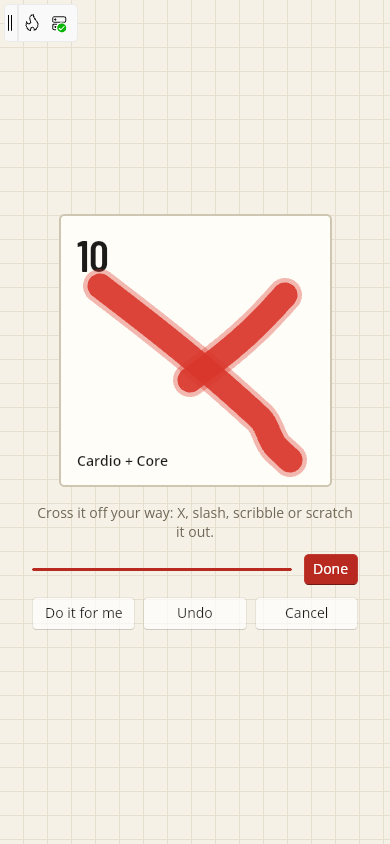 10
Cardio + Core
Cross it off your way: X, slash, scribble or scratch
it out.
Done
Do it for me
Undo
Cancel